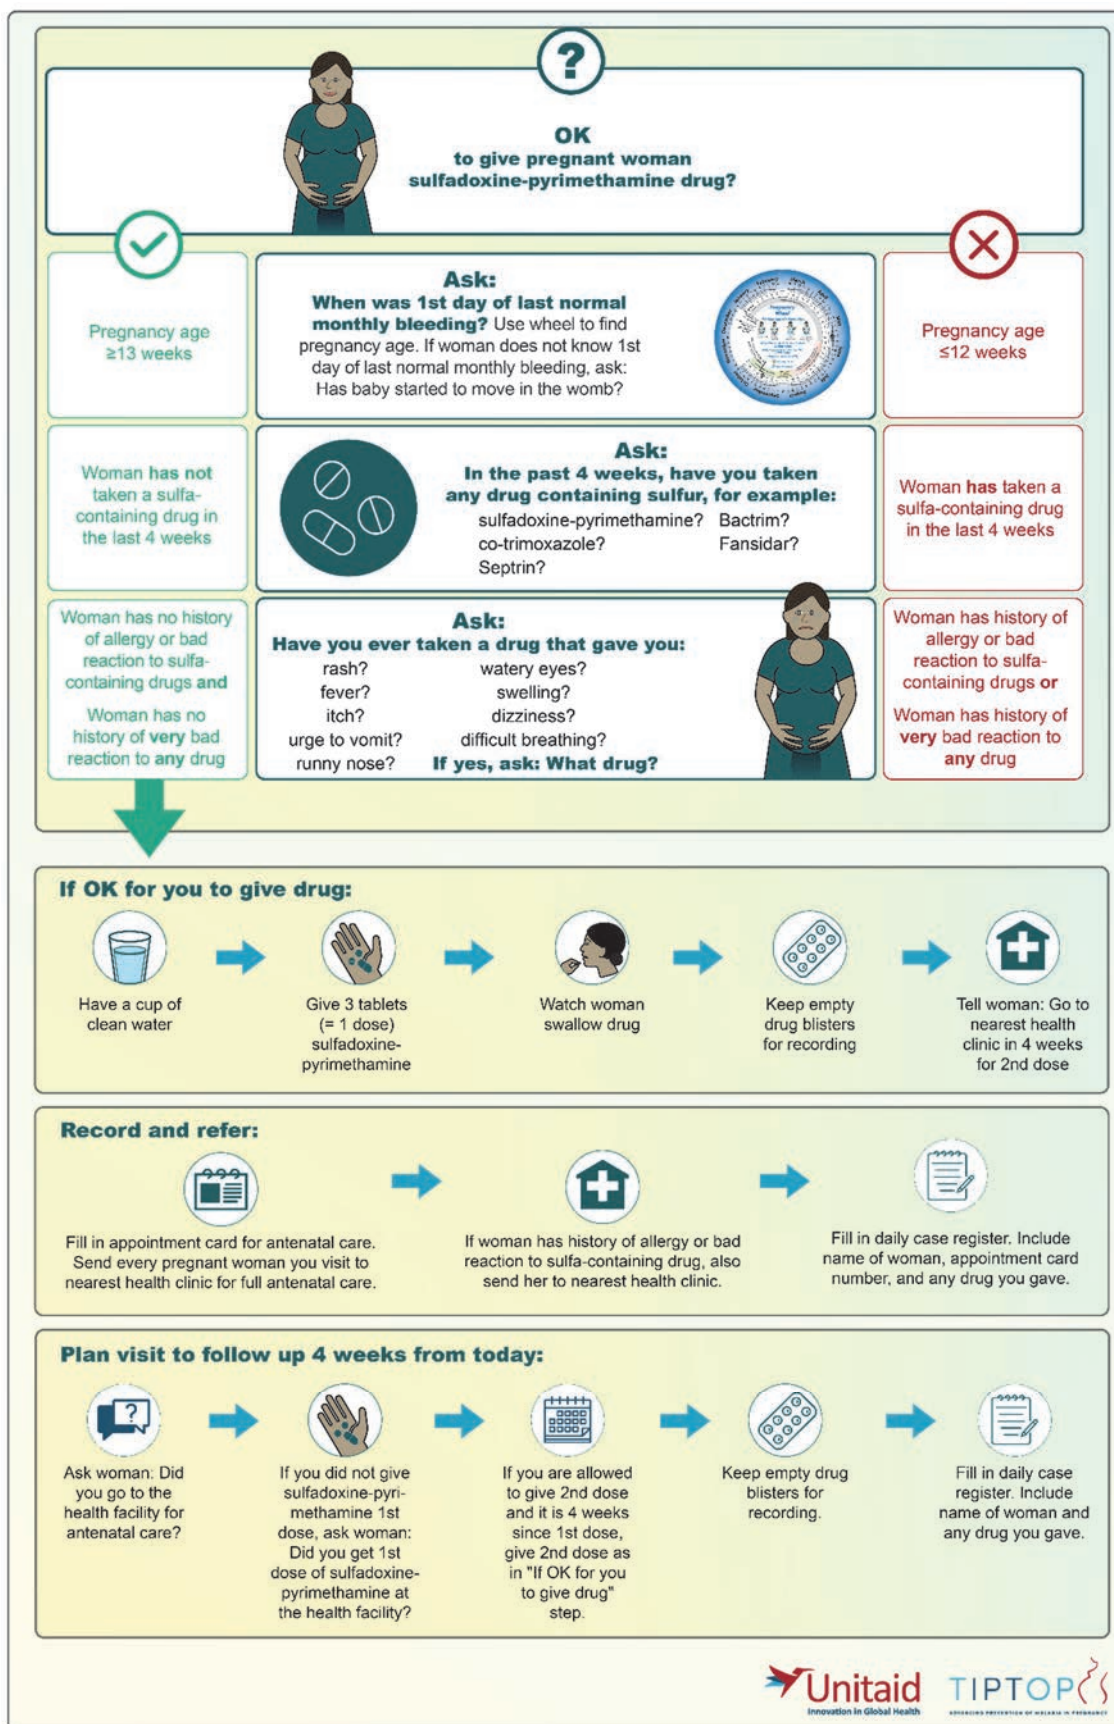 ?
OK
to give pregnant woman
sulfadoxine-pyrimethamine drug?
Pregnancy age
≥13 weeks
Ask:
When was 1st day of last normal
monthly bleeding? Use wheel to find
pregnancy age. If woman does not know 1st
day of last normal monthly bleeding, ask:
Has baby started to move in the womb?
Pregnancy
Wheel
Pregnancy age
≤12 weeks
Woman has not
taken a sulfa-
containing drug in
the last 4 weeks
Ask:
In the past 4 weeks, have you taken
any drug containing sulfur, for example:
sulfadoxine-pyrimethamine? Bactrim?
co-trimoxazole? Fansidar?
Septrin?
Woman has taken a
sulfa-containing drug
in the last 4 weeks
Woman has no history
of allergy or bad
reaction to sulfa-
containing drugs and
Woman has no
history of very bad
reaction to any drug
Ask:
Have you ever taken a drug that gave you:
rash? watery eyes?
fever? swelling?
itch? dizziness?
urge to vomit? difficult breathing?
runny nose? If yes, ask: What drug?
Woman has history of
allergy or bad
reaction to sulfa-
containing drugs or
Woman has history of
very bad reaction to
any drug
If OK for you to give drug:
Have a cup of
clean water
Give 3 tablets
(= 1 dose)
sulfadoxine-
pyrimethamine
Watch woman
swallow drug
Keep empty
drug blisters
for recording
Tell woman: Go to
nearest health
clinic in 4 weeks
for 2nd dose
Record and refer:
Fill in appointment card for antenatal care.
Send every pregnant woman you visit to
nearest health clinic for full antenatal care.
If woman has history of allergy or bad
reaction to sulfa-containing drug, also
send her to nearest health clinic.
Fill in daily case register. Include
name of woman, appointment card
number, and any drug you gave.
Plan visit to follow up 4 weeks from today:
?
Ask woman: Did
you go to the
health facility for
antenatal care?
If you did not give
sulfadoxine-pyri-
methamine 1st
dose, ask woman:
Did you get 1st
dose of sulfadoxine-
pyrimethamine at
the health facility?
If you are allowed
to give 2nd dose
and it is 4 weeks
since 1st dose,
give 2nd dose as
in "If OK for you
to give drug"
step.
Keep empty drug
blisters for
recording.
Fill in daily case
register. Include
name of woman and
any drug you gave.
Unitaid
Innovation in Global Health
TIPTOP
ADVANCING PREVENTION OF MALARIA IN PREGNANCY